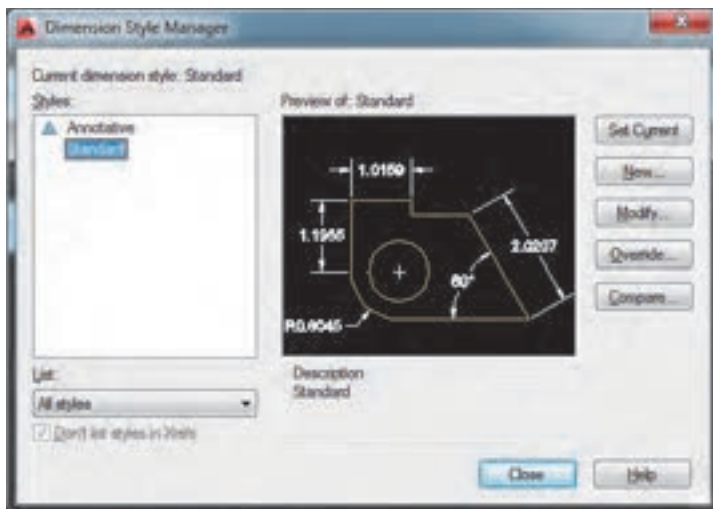 Dimension Style Manager
Current dimension style: Standard
Styles:
Annotative
Standard
Preview of: Standard
1.0159
1.1955
2.0207
60°
R0.8045
Set Current
New...
Modify...
Override...
Compare...
List:
All styles
Don't list styles in Xrefs
Description
Standard
Close
Help